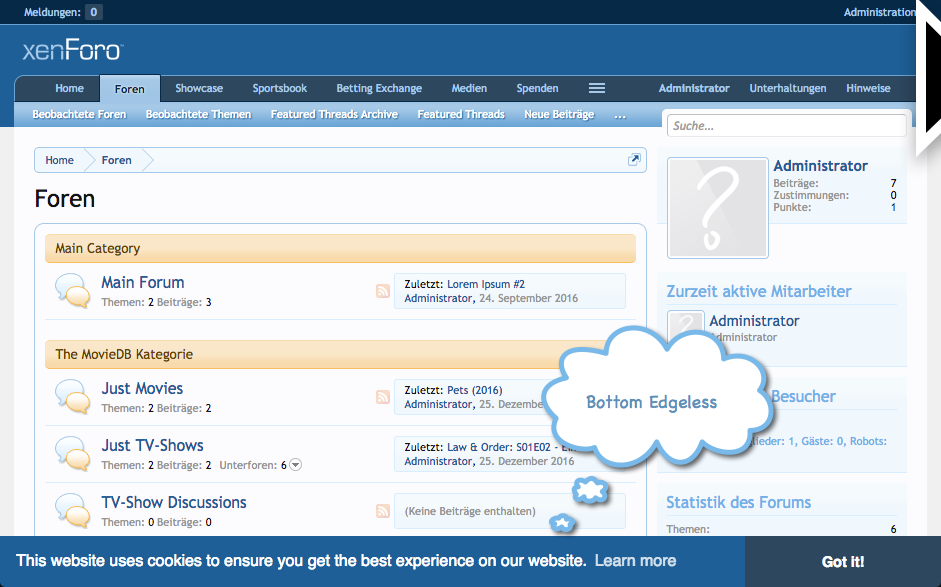 Meldungen: 0 Administration
xenForo
Home Foren Showcase Sportsbook Betting Exchange Medien Spenden Administrator Unterhaltungen Hinweise
Beobachtete Foren Beobachtete Themen Featured Threads Archive Featured Threads Neue Beiträge ...
Suche...
Home Foren
Foren
Administrator
Beiträge: 7
Zustimmungen: 0
Punkte: 1
Main Category
Main Forum
Themen: 2 Beiträge: 3
Zuletzt: Lorem Ipsum #2
Administrator, 24. September 2016
Zurzeit aktive Mitarbeiter
Administrator
Administrator
The MovieDB Kategorie
Just Movies
Themen: 2 Beiträge: 2
Zuletzt: Pets (2016)
Administrator, 25. Dezembe
Bottom Edgeless
Besucher
Just TV-Shows
Themen: 2 Beiträge: 2 Unterforen: 6
Zuletzt: Law & Order: S01E02 -
Administrator, 25. Dezember 2016
ieder: 1, Gäste: 0, Robots:
TV-Show Discussions
Themen: 0 Beiträge: 0
(Keine Beiträge enthalten)
Statistik des Forums
Themen: 6
This website uses cookies to ensure you get the best experience on our website. Learn more
Got it!